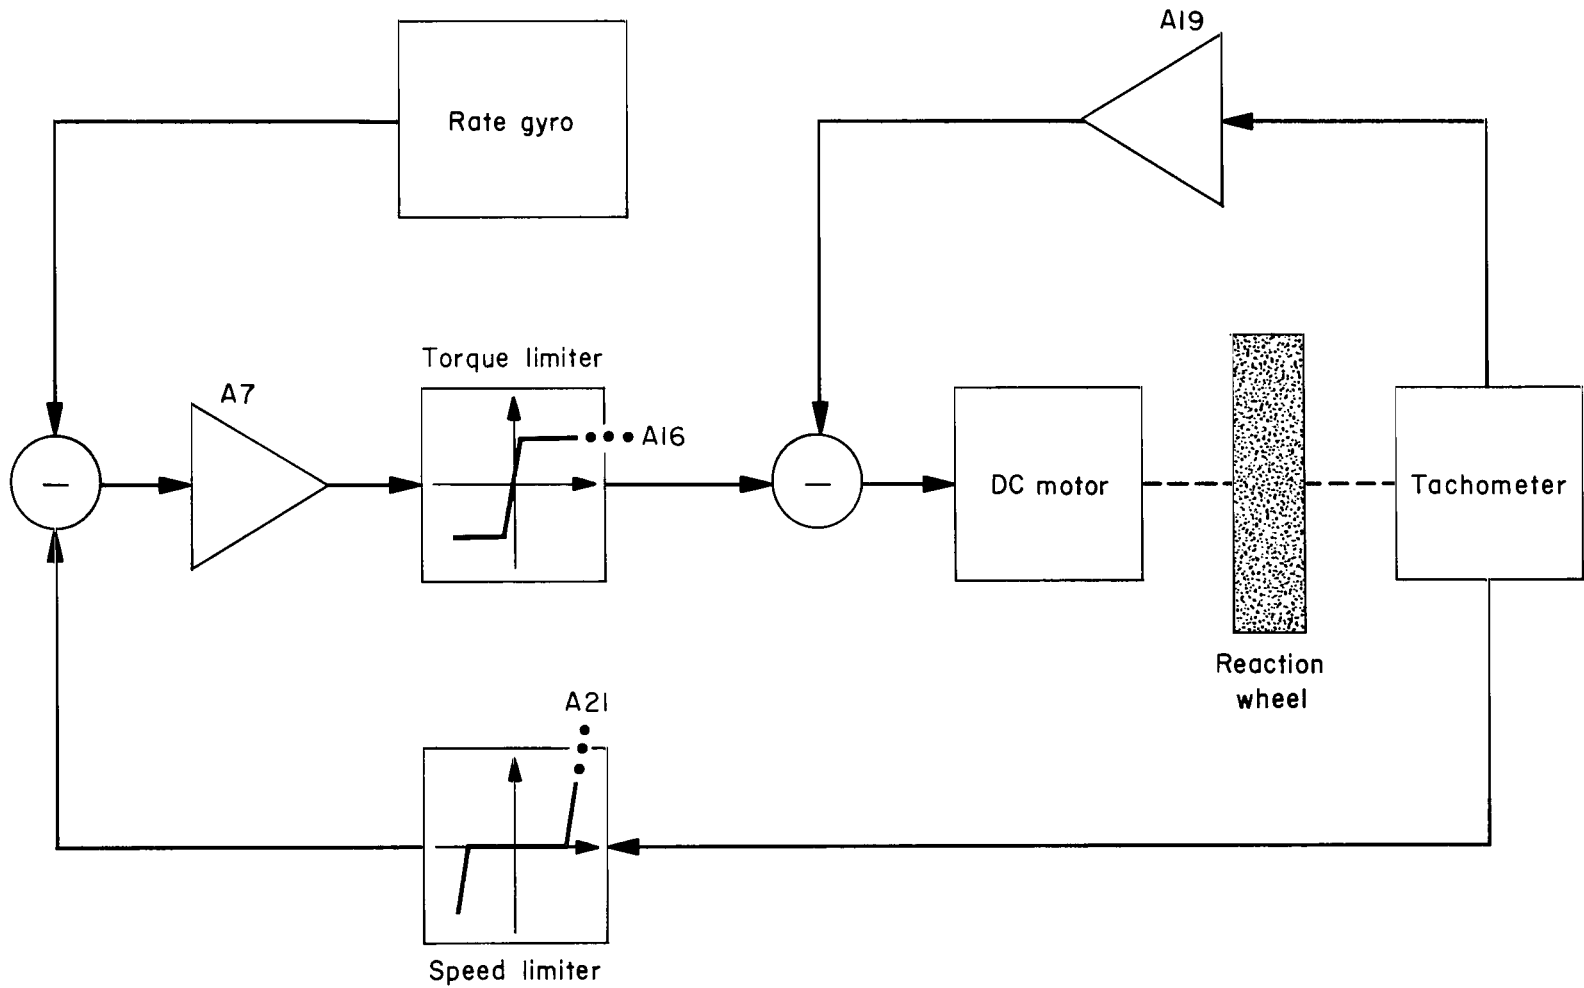 A19
Rate gyro
Torque limiter
A7
A16
–
–
DC motor
Tachometer
Reaction
wheel
A21
Speed limiter